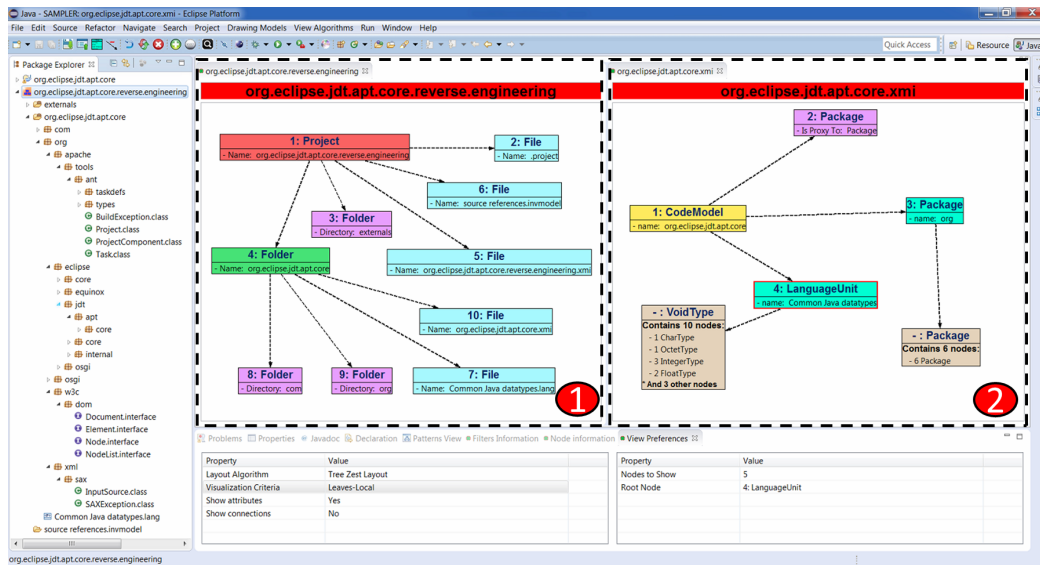 Java - SAMPLER: org.eclipse.jdt.apt.core.xmi - Eclipse Platform
File Edit Source Refactor Navigate Search Project Drawing Models View Algorithms Run Window Help
Quick Access
Resource
Java
Package Explorer
org.eclipse.jdt.apt.core
org.eclipse.jdt.apt.core.reverse.engineering
externals
org.eclipse.jdt.apt.core
com
org
apache
tools
ant
taskdefs
types
BuildException.class
Project.class
ProjectComponent.class
Task.class
eclipse
core
equinox
jdt
apt
core
core
internal
osgi
osgi
w3c
dom
Document.interface
Element.interface
Node.interface
NodeList.interface
xml
sax
InputSource.class
SAXException.class
Common Java datatypes.lang
source references.invmodel
org.eclipse.jdt.apt.core.reverse.engineering
org.eclipse.jdt.apt.core.reverse.engineering
1: Project
- Name: org.eclipse.jdt.apt.core.reverse.engineering
2: File
- Name: .project
6: File
- Name: source references.invmodel
3: Folder
- Directory: externals
4: Folder
- Name: org.eclipse.jdt.apt.core
5: File
- Name: org.eclipse.jdt.apt.core.reverse.engineering.xmi
10: File
- Name: org.eclipse.jdt.apt.core.xmi
8: Folder
- Directory: com
9: Folder
- Directory: org
7: File
- Name: Common Java datatypes.lang
1
org.eclipse.jdt.apt.core.xmi
org.eclipse.jdt.apt.core.xmi
2: Package
- Is Proxy To: Package
1: CodeModel
- name: org.eclipse.jdt.apt.core
3: Package
- name: org
4: LanguageUnit
- name: Common Java datatypes
- : VoidType
Contains 10 nodes:
- 1 CharType
- 1 OctetType
- 3 IntegerType
- 2 FloatType
* And 3 other nodes
- : Package
Contains 6 nodes:
- 6 Package
2
Problems Properties Javadoc Declaration Patterns View Filters Information Node information View Preferences
Property Value
Layout Algorithm Tree Zest Layout
Visualization Criteria Leaves-Local
Show attributes Yes
Show connections No
Property Value
Nodes to Show 5
Root Node 4: LanguageUnit
org.eclipse.jdt.apt.core.reverse.engineering